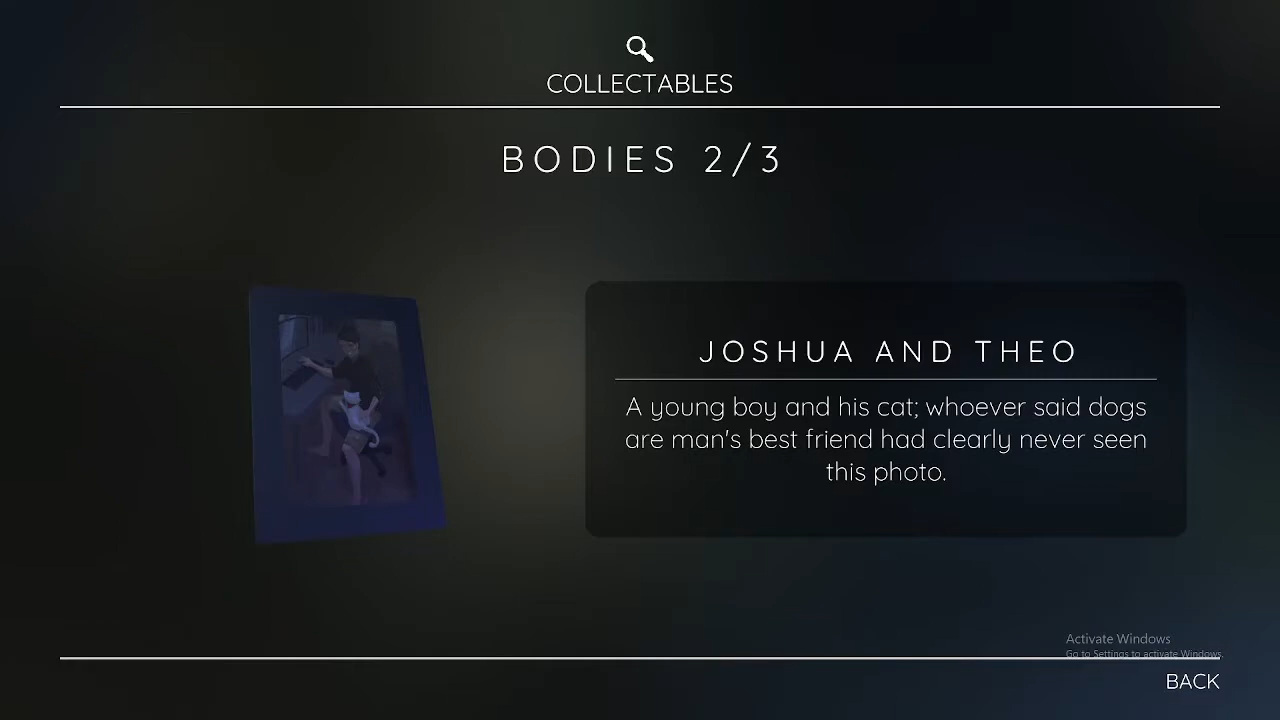 COLLECTABLES
BODIES 2/3
JOSHUA AND THEO
A young boy and his cat; whoever said dogs
are man's best friend had clearly never seen
this photo.
Activate Windows
Go to Settings to activate Windows.
BACK